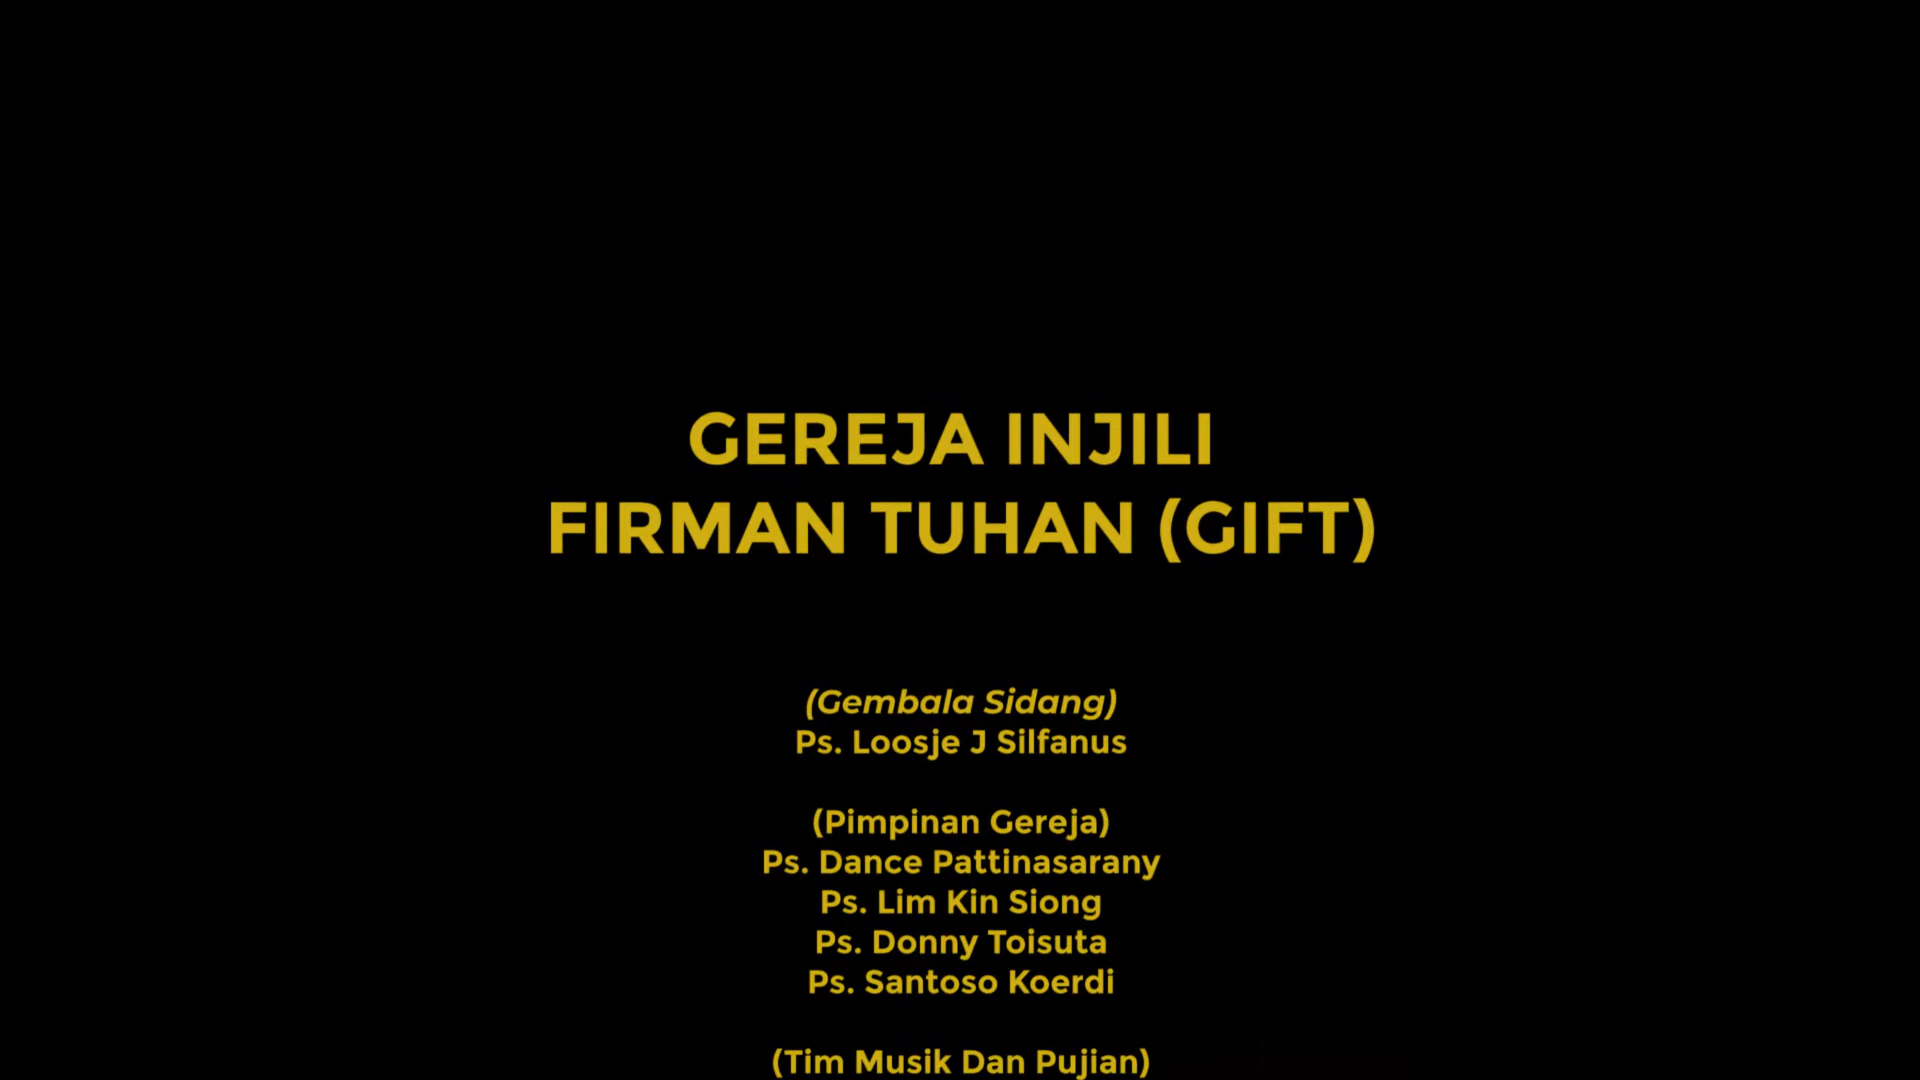 GEREJA INJILI
FIRMAN TUHAN (GIFT)
(Gembala Sidang)
Ps. Loosje J Silfanus
(Pimpinan Gereja)
Ps. Dance Pattinasarany
Ps. Lim Kin Siong
Ps. Donny Toisuta
Ps. Santoso Koerdi
(Tim Musik Dan Pujian)